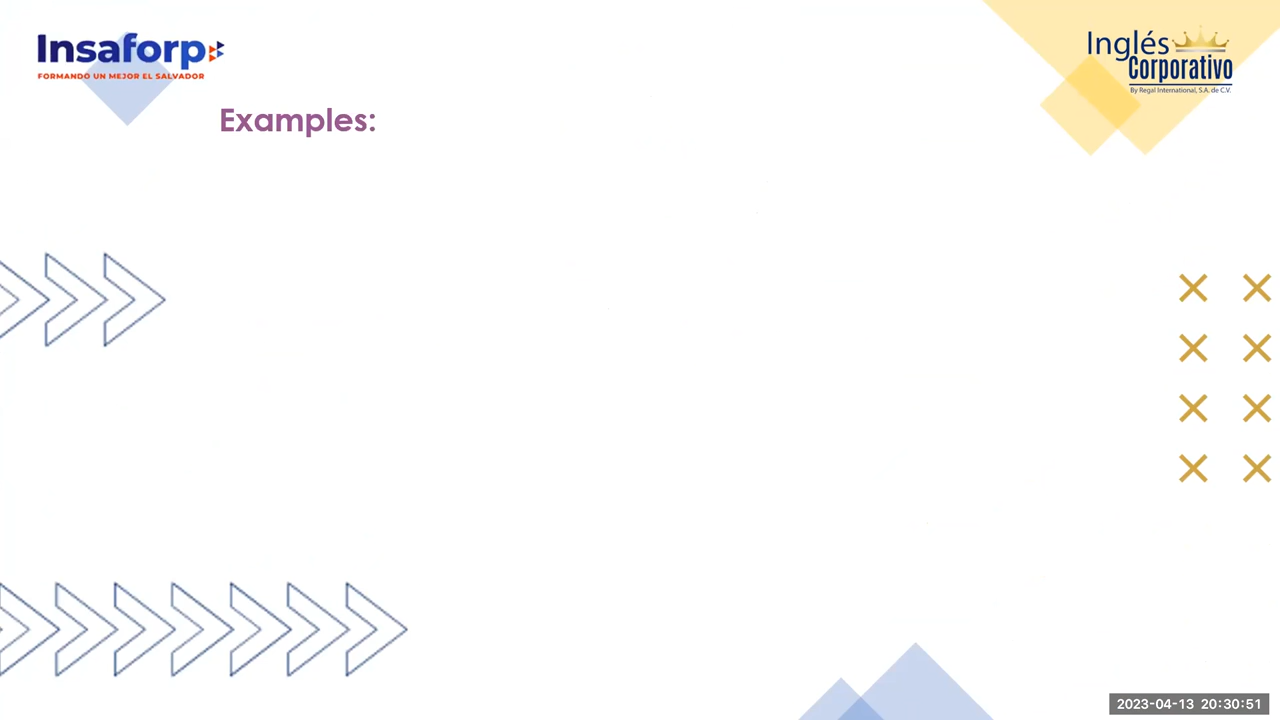 Insaforp
FORMANDO UN MEJOR EL SALVADOR
Inglés
Corporativo
By Regal International, S.A. de C.V.
Examples:
2023-04-13 20:30:51